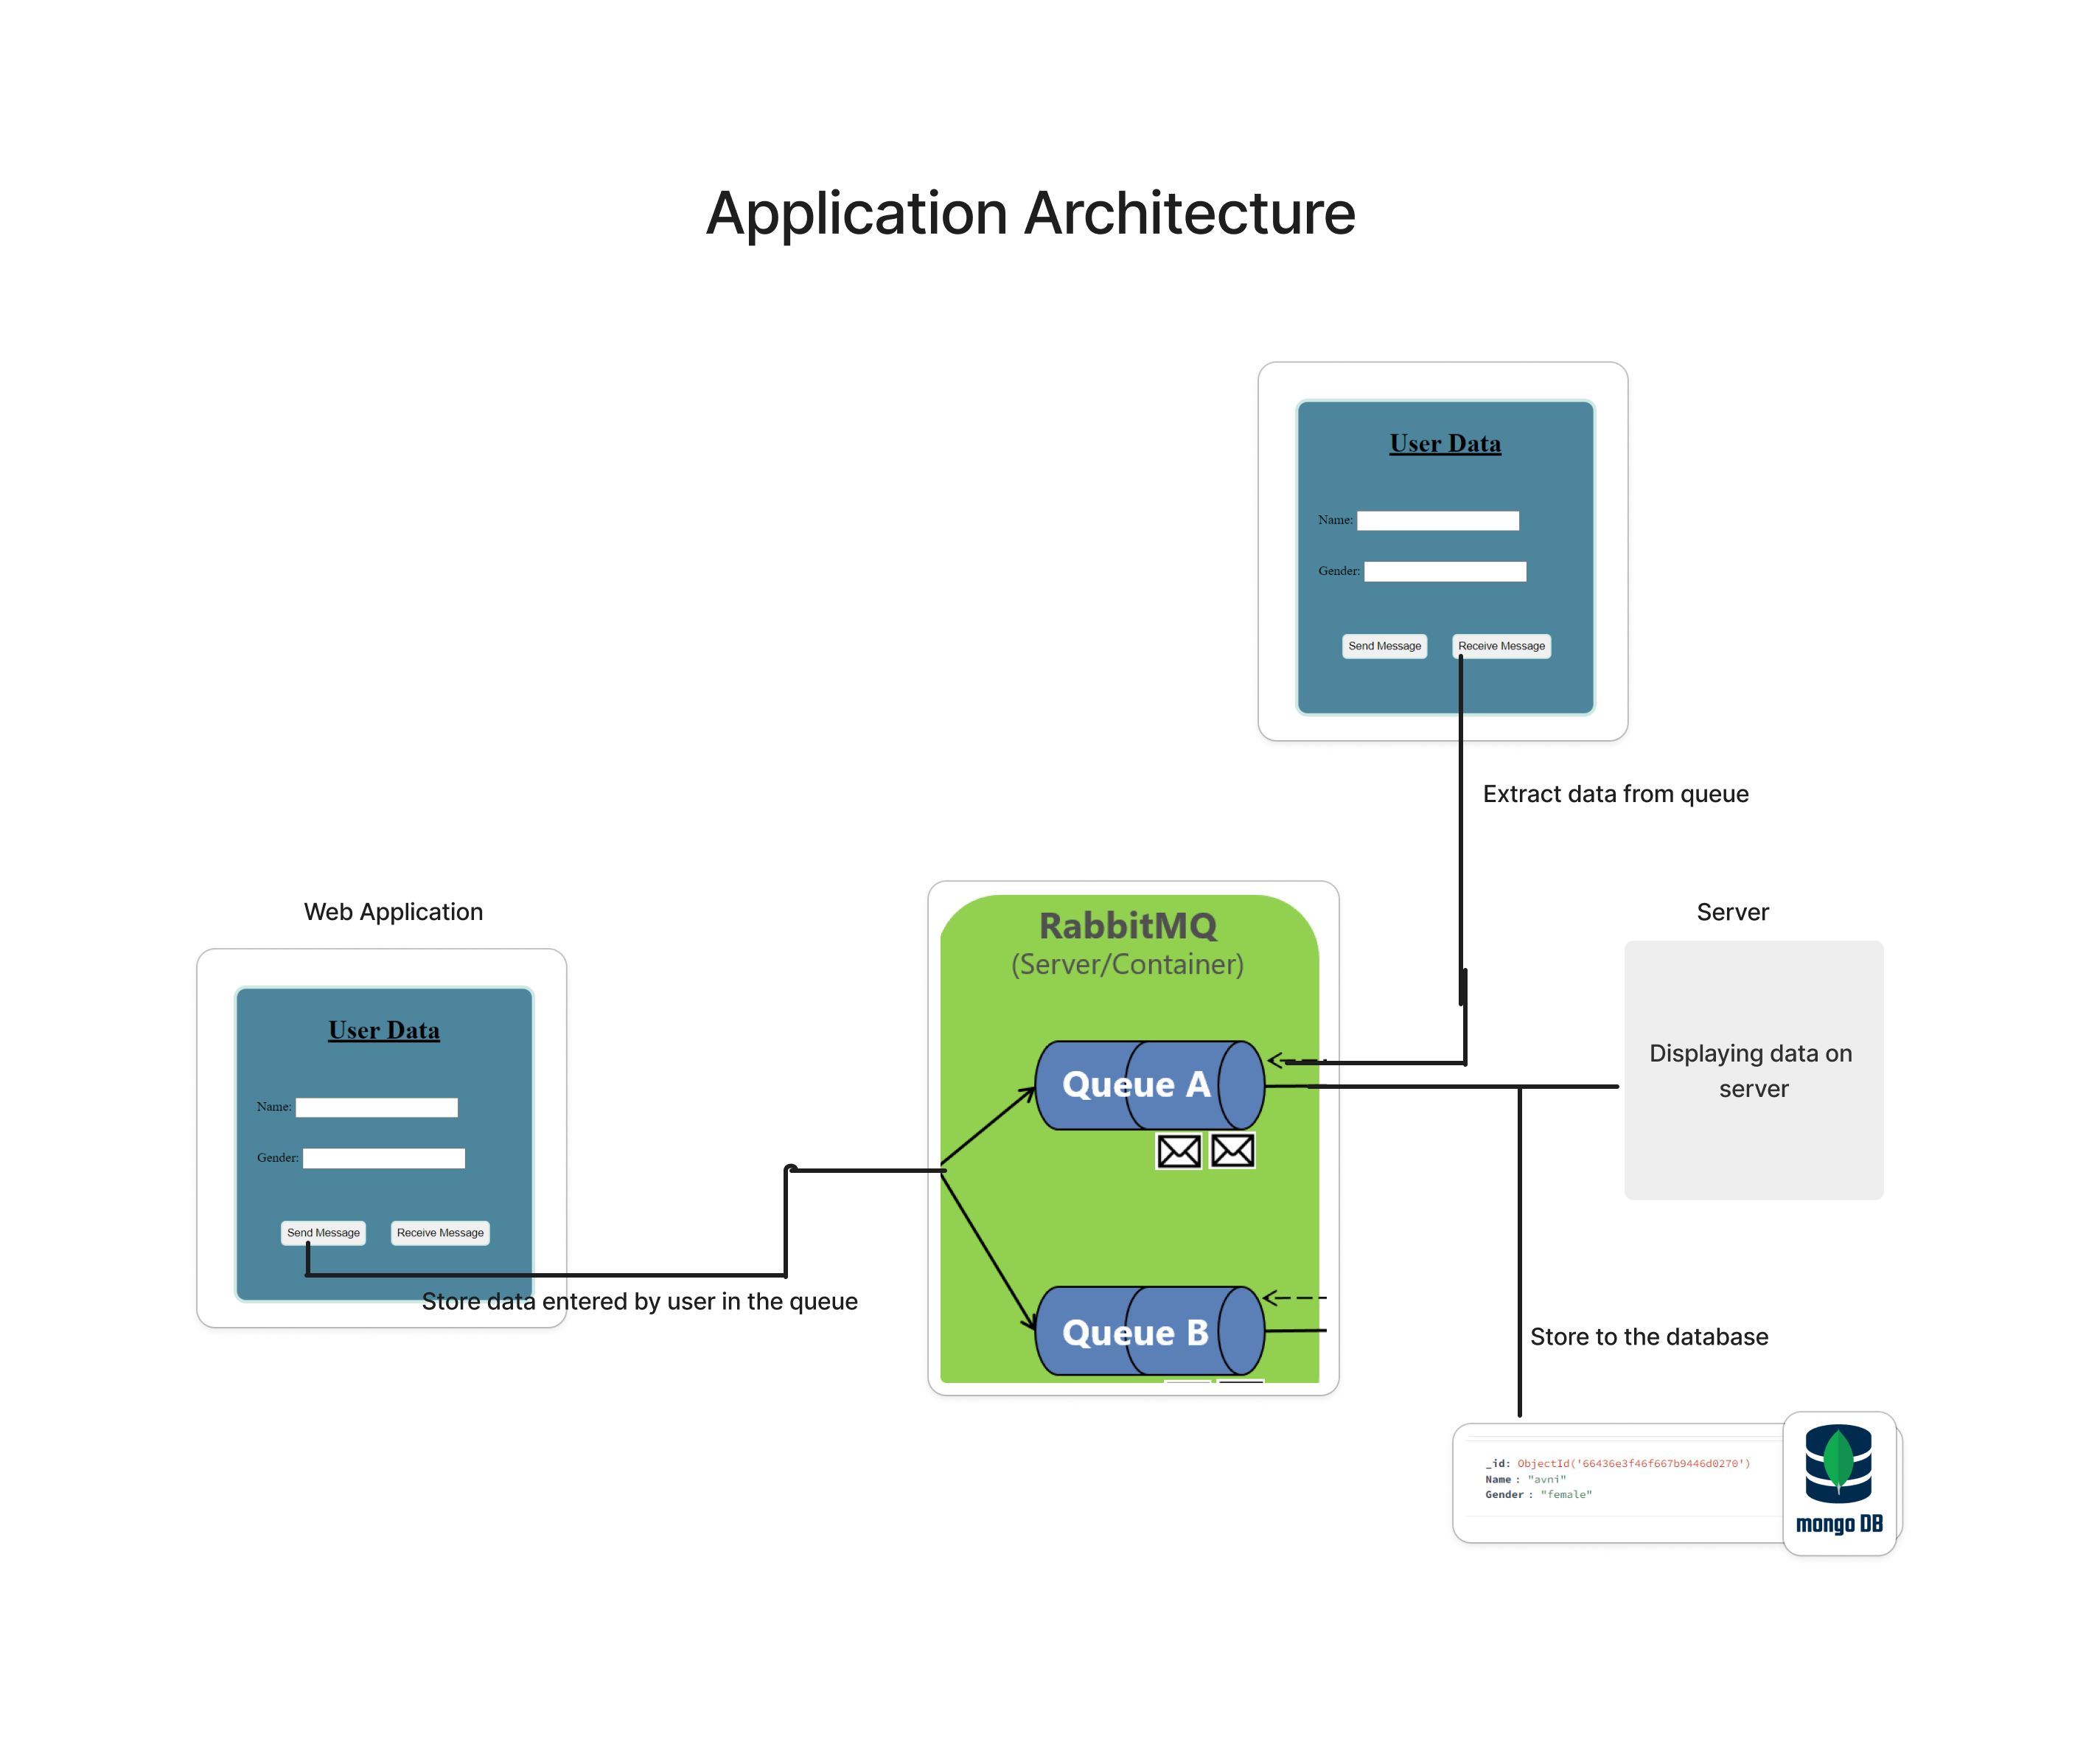 Application Architecture
User Data
Name:
Gender:
Send Message Receive Message
Extract data from queue
Web Application
User Data
Name:
Gender:
Send Message Receive Message
Store data entered by user in the queue
RabbitMQ
(Server/Container)
Queue A
Queue B
Server
Displaying data on
server
Store to the database
_id: ObjectId('66436e3f46f667b9446d0270')
Name : "avni"
Gender : "female"
mongo DB